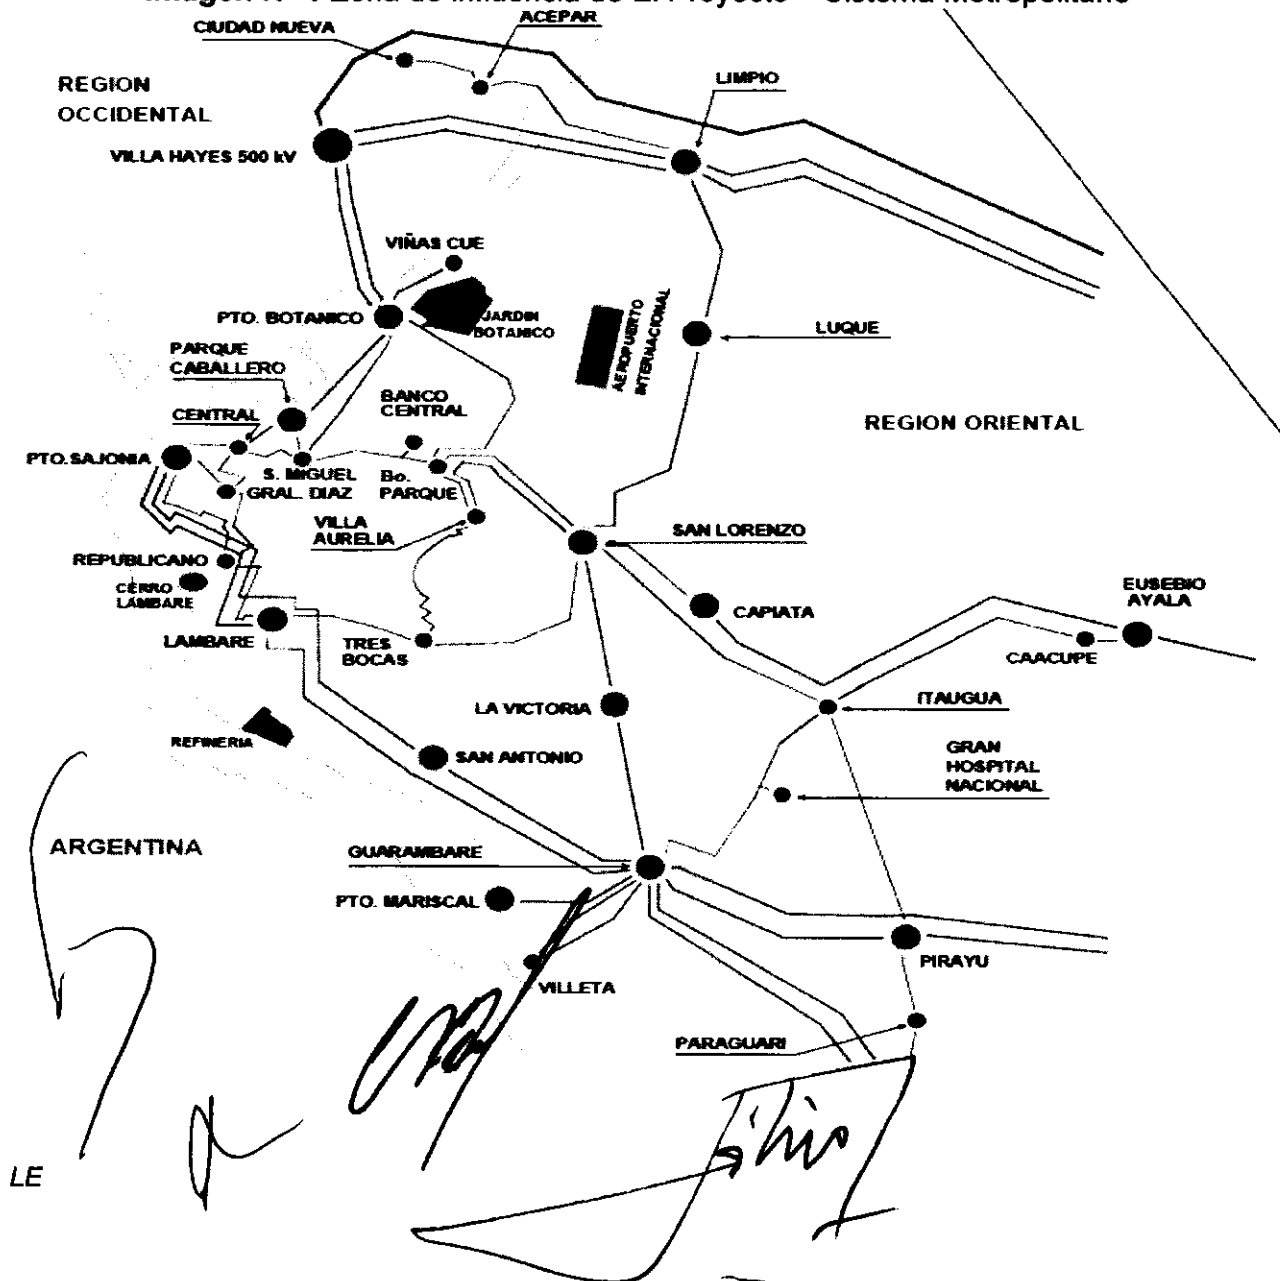 ACEPAR
CIUDAD NUEVA
REGION
OCCIDENTAL
LIMPIO
VILLA HAYES 500 kV
VIÑAS CUE
PTO. BOTANICO
JARDIN
BOTANICO
AEROPUERTO
INTERNACIONAL
LUQUE
PARQUE
CABALLERO
BANCO
CENTRAL
CENTRAL
REGION ORIENTAL
PTO. SAJONIA
S. MIGUEL
GRAL. DIAZ
Bo.
PARQUE
VILLA
AURELIA
SAN LORENZO
REPUBLICANO
CERRO
LAMBARE
EUSEBIO
AYALA
CAPIATA
LAMBARE
TRES
BOCAS
CAACUPE
LA VICTORIA
ITAUGUA
REFINERIA
SAN ANTONIO
GRAN
HOSPITAL
NACIONAL
ARGENTINA
GUARAMBARE
PTO. MARISCAL
PIRAYU
VILLETA
PARAGUARI
LE